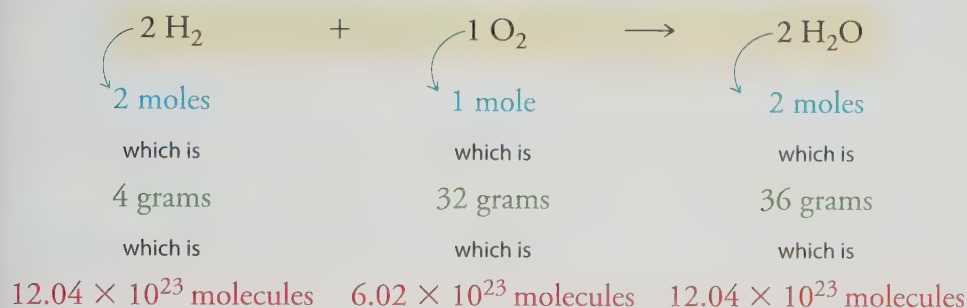 2 H₂ + 1 O₂ ⟶ 2 H₂O
2 moles 1 mole 2 moles
which is which is which is
4 grams 32 grams 36 grams
which is which is which is
12.04 × 10²³ molecules 6.02 × 10²³ molecules 12.04 × 10²³ molecules